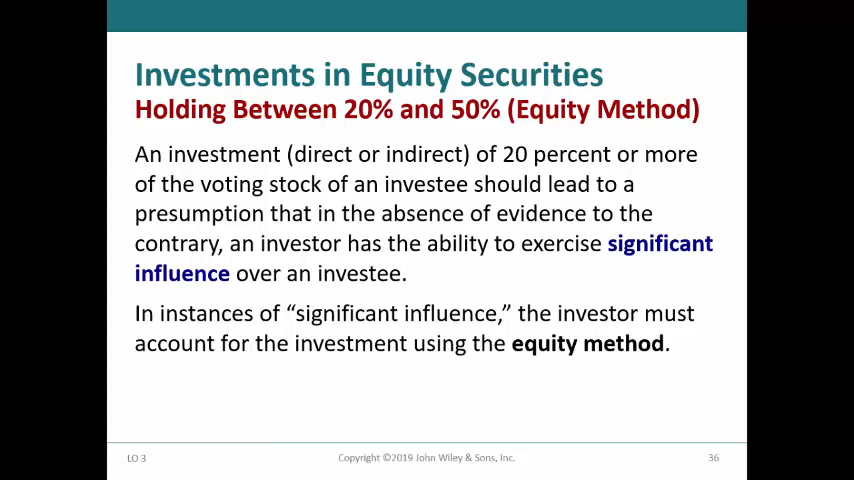 Investments in Equity Securities
Holding Between 20% and 50% (Equity Method)
An investment (direct or indirect) of 20 percent or more
of the voting stock of an investee should lead to a
presumption that in the absence of evidence to the
contrary, an investor has the ability to exercise significant
influence over an investee.
In instances of “significant influence,” the investor must
account for the investment using the equity method.
LO 3
Copyright ©2019 John Wiley & Sons, Inc.
36